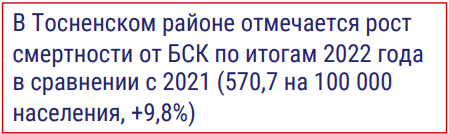 В Тосненском районе отмечается рост
смертности от БСК по итогам 2022 года
в сравнении с 2021 (570,7 на 100 000
населения, +9,8%)